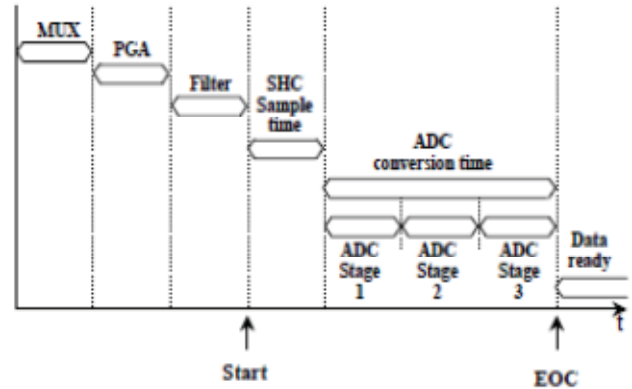 MUX
PGA
Filter
SHC
Sample
time
ADC
conversion time
ADC
Stage
1
ADC
Stage
2
ADC
Stage
3
Data
ready
t
Start
EOC